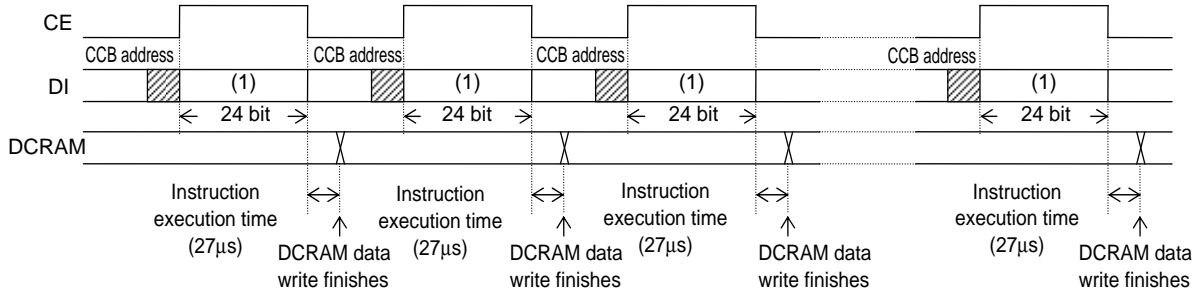 CE
CCB address CCB address CCB address CCB address
DI (1) (1) (1) (1)
24 bit 24 bit 24 bit 24 bit
DCRAM
Instruction Instruction Instruction Instruction
execution time execution time execution time execution time
(27μs) (27μs) (27μs) (27μs)
DCRAM data DCRAM data DCRAM data DCRAM data
write finishes write finishes write finishes write finishes